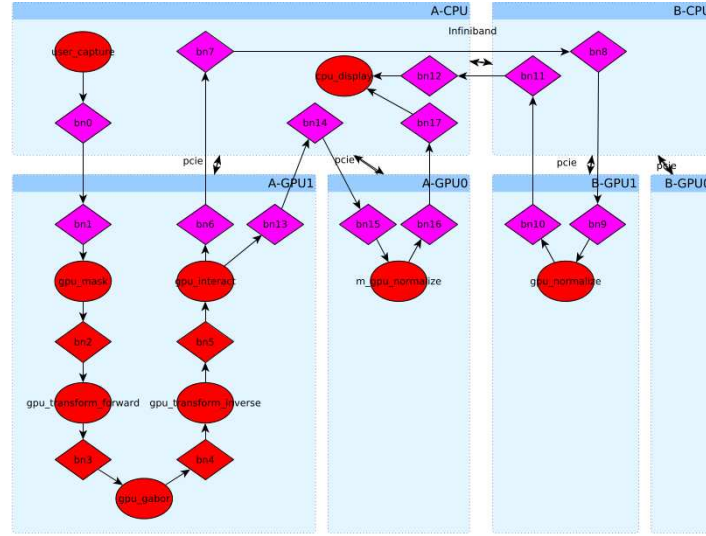 A-CPU
B-CPU
user_capture
bn7
Infiniband
bn8
cpu_display
bn12
bn11
bn0
bn14
bn17
pcie
pcie
pcie
pcie
A-GPU1
A-GPU0
B-GPU1
B-GPU0
bn1
bn6
bn13
bn15
bn16
bn10
bn9
gpu_mask
gpu_interact
m_gpu_normalize
gpu_normalize
bn2
bn5
gpu_transform_forward
gpu_transform_inverse
bn3
bn4
gpu_gabor